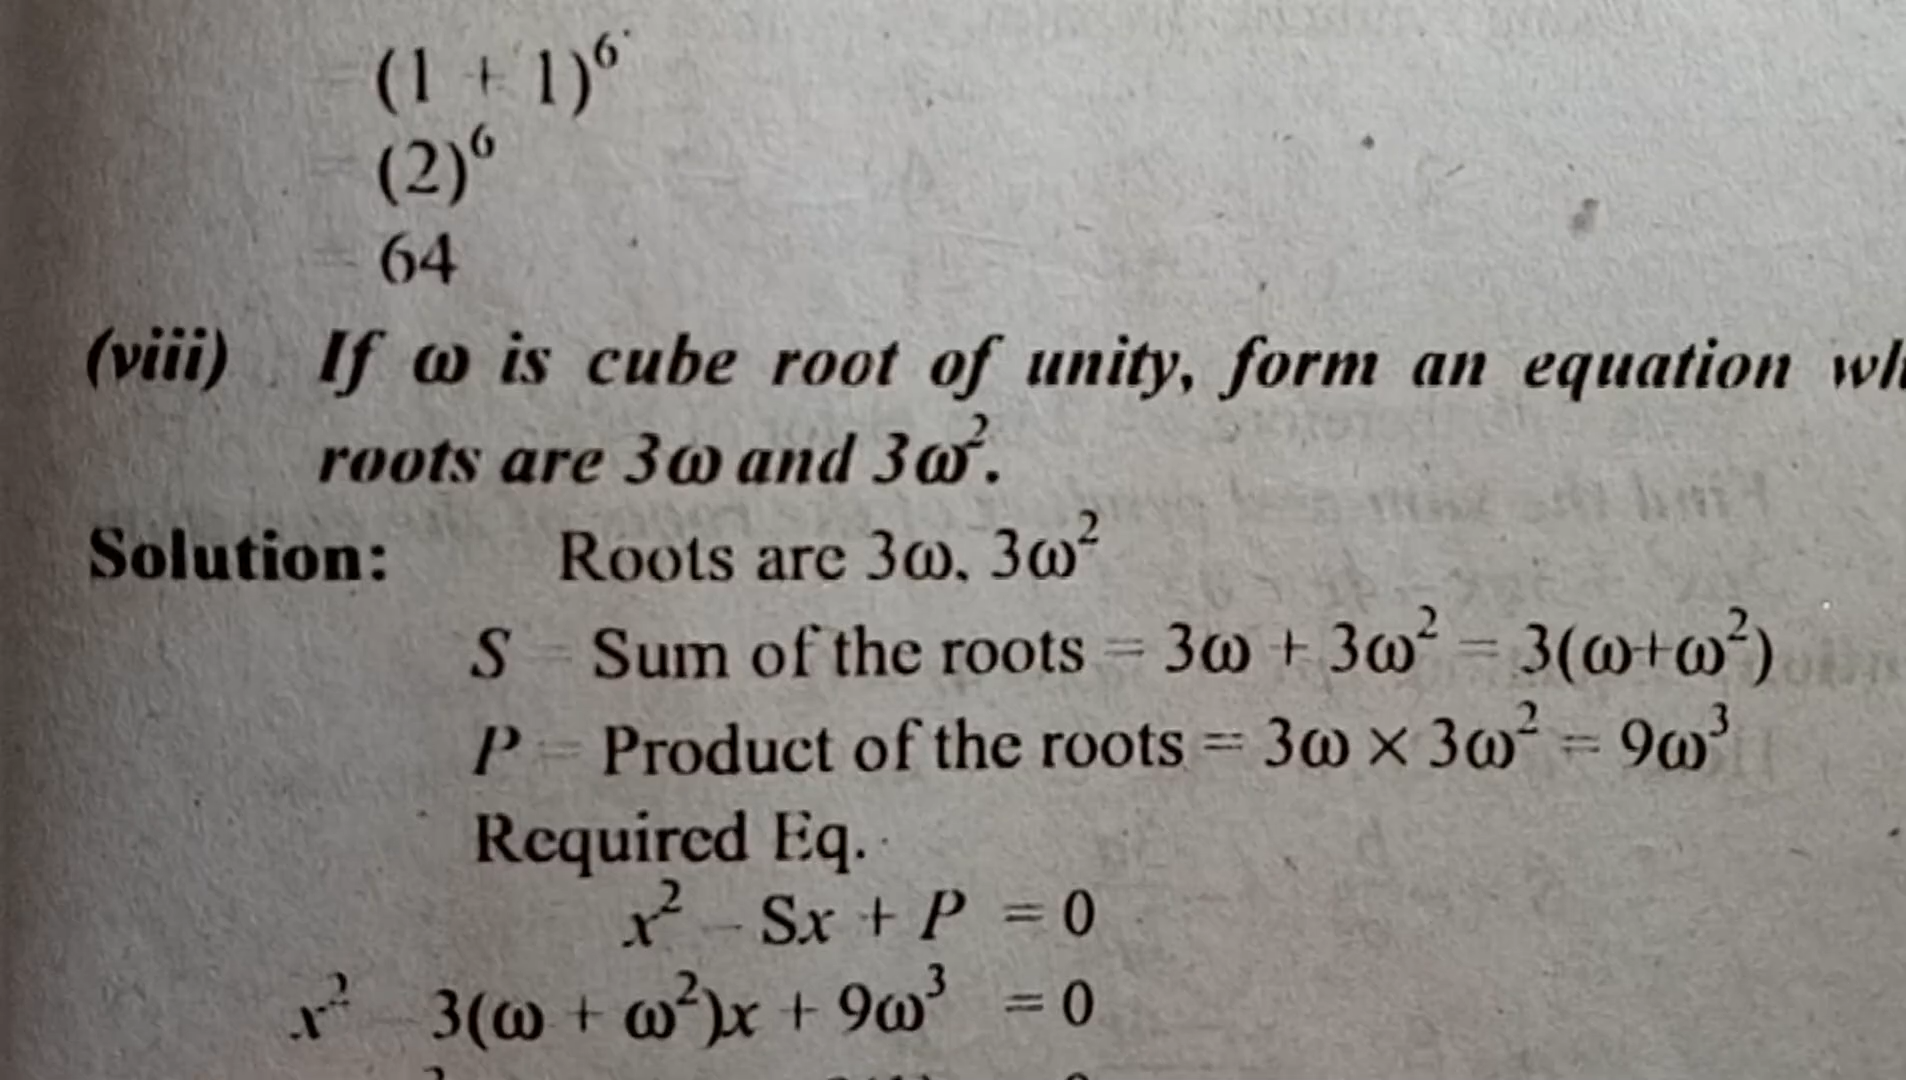 = (1 + 1)⁶
= (2)⁶
= 64
(viii) If ω is cube root of unity, form an equation
roots are 3ω and 3ω².
Solution: Roots are 3ω, 3ω²
S = Sum of the roots = 3ω + 3ω² = 3(ω+ω²)
P = Product of the roots = 3ω × 3ω² = 9ω³
Required Eq.
x² – Sx + P = 0
x² 3(ω + ω²)x + 9ω³ = 0